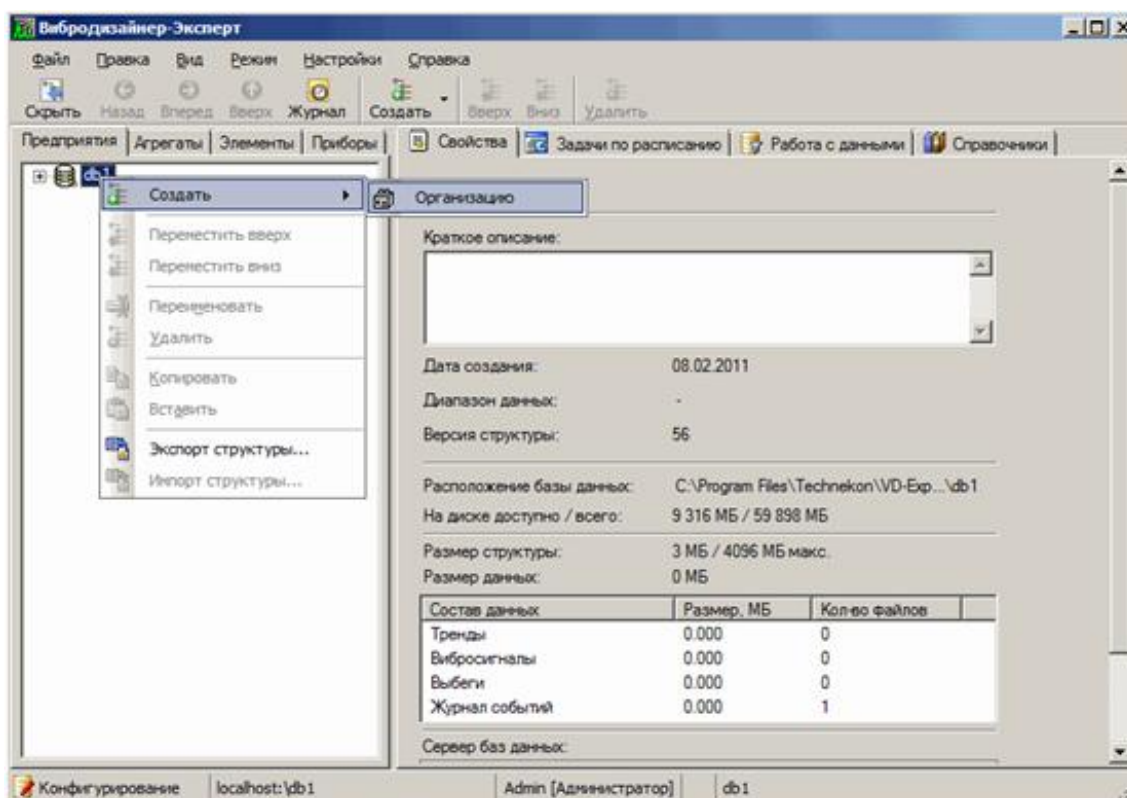 Вибродизайнер-Эксперт
Файл Правка Вид Режим Настройки Справка
Скрыть Назад Вперед Вверх Журнал Создать Вверх Вниз Удалить
Предприятия Агрегаты Элементы Приборы Свойства Задачи по расписанию Работа с данными Справочники
db1
Создать Организацию
Переместить вверх
Переместить вниз
Переименовать
Удалить
Копировать
Вставить
Экспорт структуры...
Импорт структуры...
Краткое описание:
Дата создания: 08.02.2011
Диапазон данных: -
Версия структуры: 56
Расположение базы данных: C:\Program Files\Technekon\VD-Exp...\db1
На диске доступно / всего: 9 316 МБ / 59 898 МБ
Размер структуры: 3 МБ / 4096 МБ макс.
Размер данных: 0 МБ
Состав данных Размер, МБ Кол-во файлов
Тренды 0.000 0
Вибросигналы 0.000 0
Выбеги 0.000 0
Журнал событий 0.000 1
Сервер баз данных:
Конфигурирование localhost:\db1 Admin [Администратор] db1